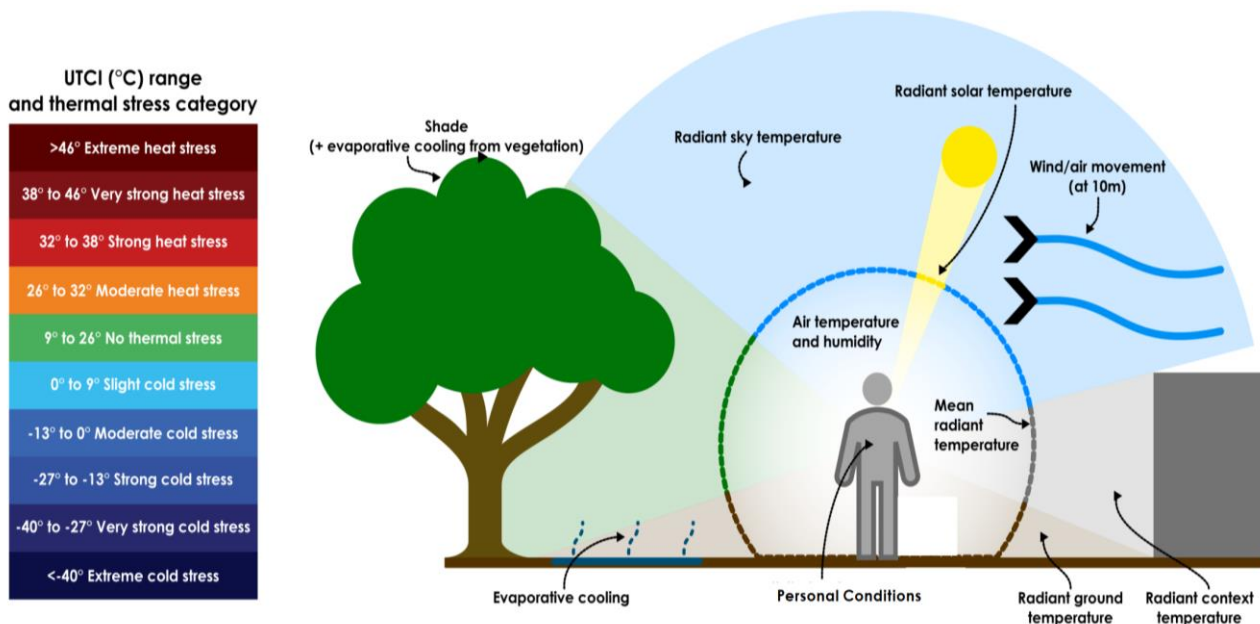 UTCI (°C) range
and thermal stress category
>46° Extreme heat stress
38° to 46° Very strong heat stress
32° to 38° Strong heat stress
26° to 32° Moderate heat stress
9° to 26° No thermal stress
0° to 9° Slight cold stress
-13° to 0° Moderate cold stress
-27° to -13° Strong cold stress
-40° to -27° Very strong cold stress
<-40° Extreme cold stress
Shade
(+ evaporative cooling from vegetation)
Radiant sky temperature
Radiant solar temperature
Wind/air movement
(at 10m)
Air temperature
and humidity
Mean
radiant
temperature
Evaporative cooling
Personal Conditions
Radiant ground
temperature
Radiant context
temperature